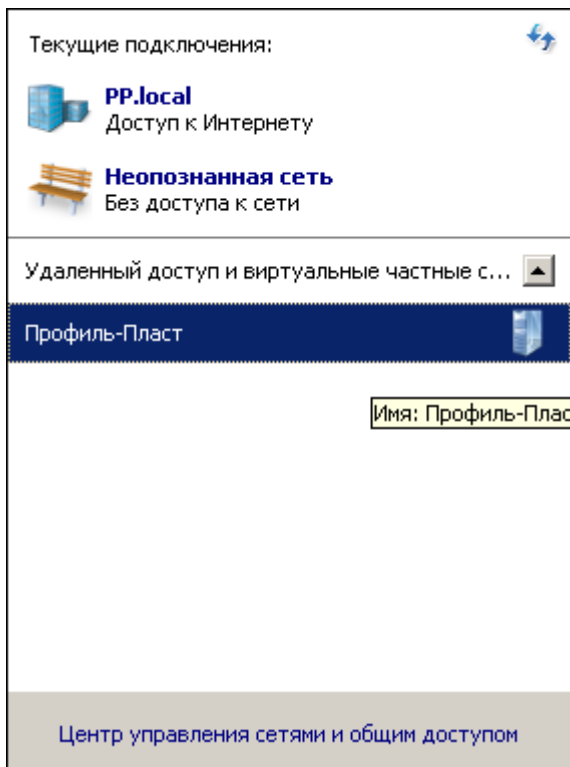 Текущие подключения:
PP.local
Доступ к Интернету
Неопознанная сеть
Без доступа к сети
Удаленный доступ и виртуальные частные с...
Профиль-Пласт
Имя: Профиль-Плас
Центр управления сетями и общим доступом